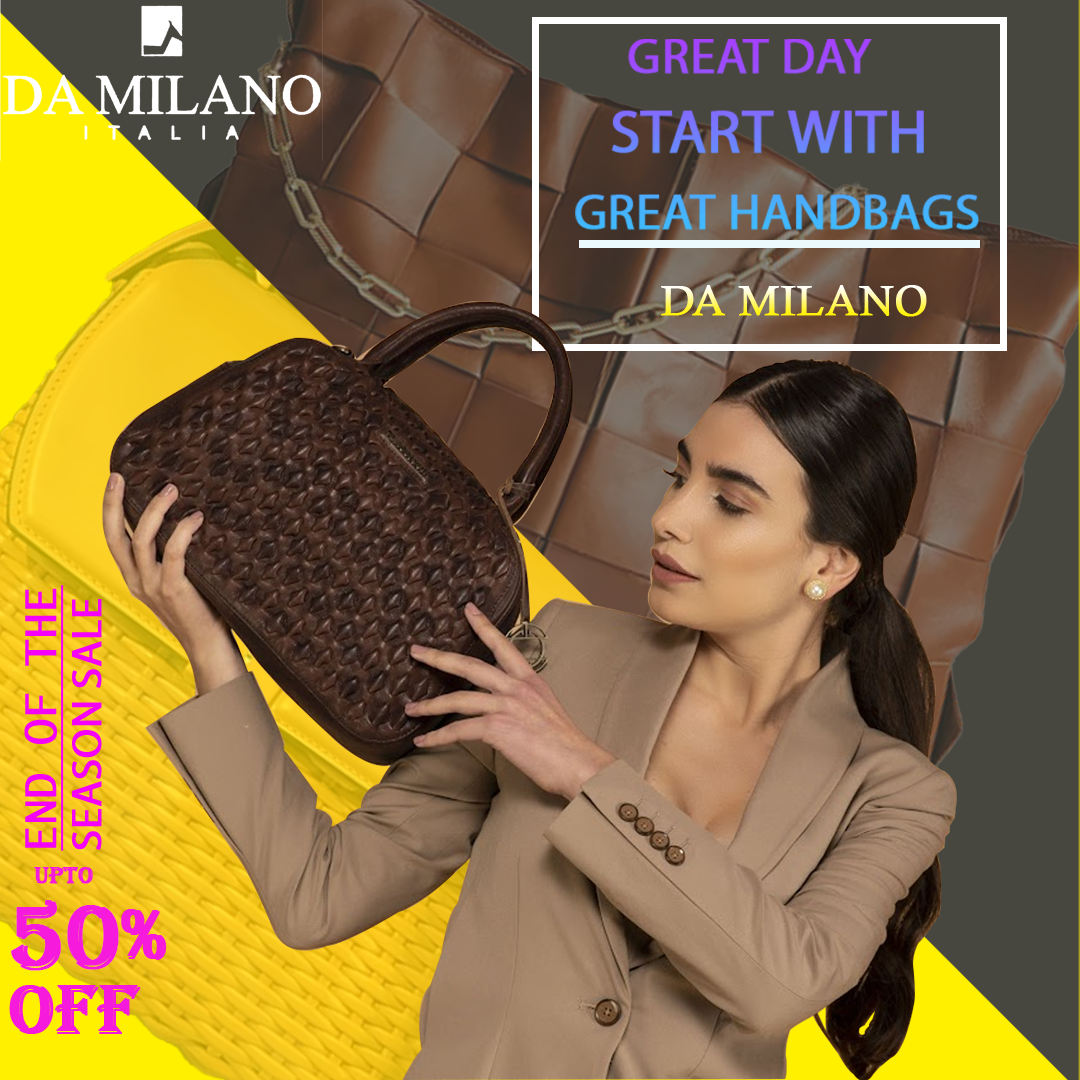 DA MILANO
ITALIA
GREAT DAY
START WITH
GREAT HANDBAGS
DA MILANO
END OF THE
SEASON SALE
UPTO
50%
OFF